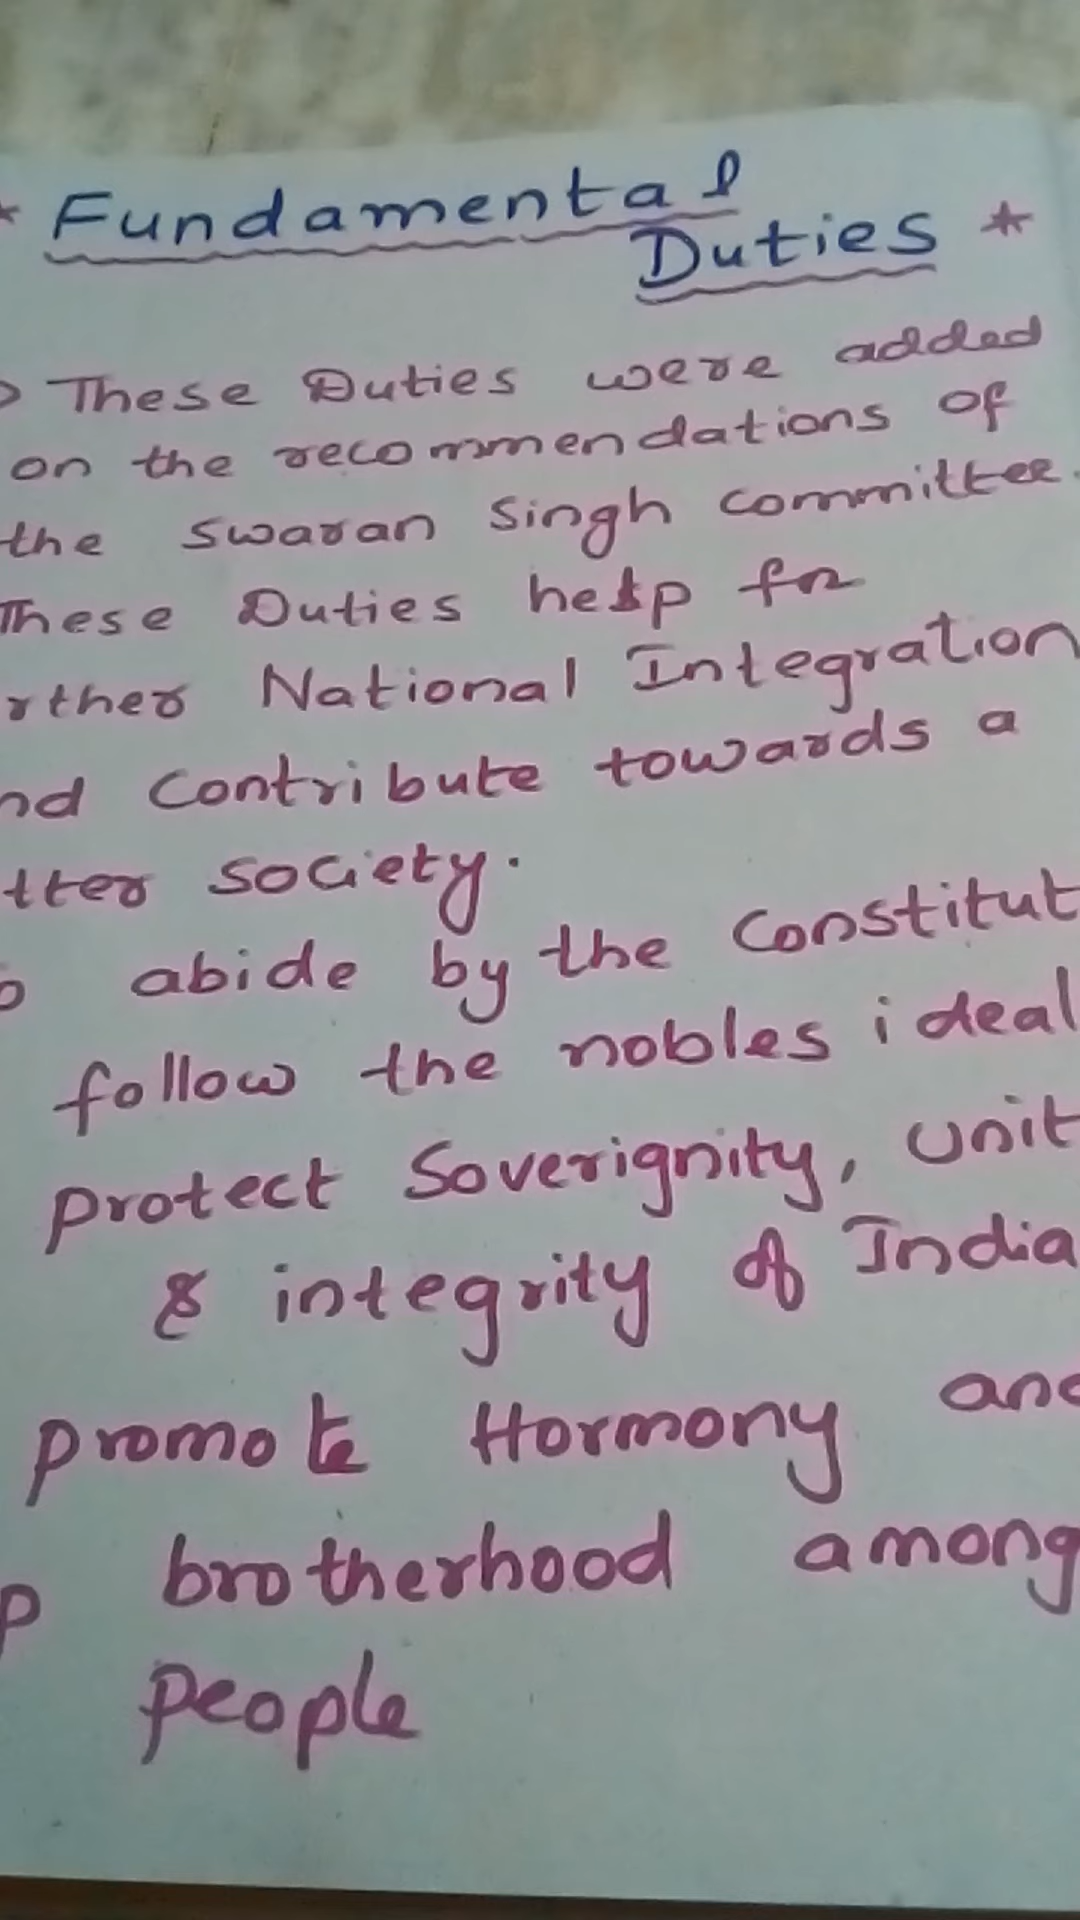 * Fundamental
Duties *
These Duties were added
on the recommendations of
the Swaran Singh committee.
These Duties help for
rther National Integration
nd contribute towards a
tter society.
abide by the Constitut
follow the nobles ideal
protect Soverignity, unit
& integrity of India
promote Hormony and
brotherhood among
people